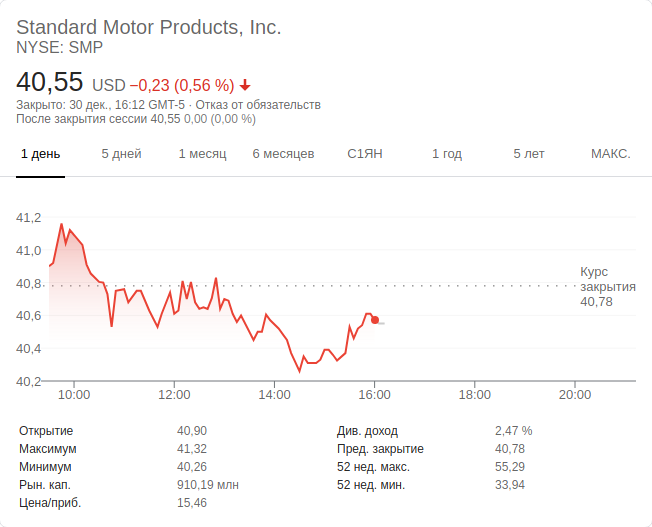 Standard Motor Products, Inc.
NYSE: SMP
40,55 USD −0,23 (0,56 %)
Закрыто: 30 дек., 16:12 GMT-5 · Отказ от обязательств
После закрытия сессии 40,55 0,00 (0,00 %)
1 день 5 дней 1 месяц 6 месяцев С1ЯН 1 год 5 лет МАКС.
41,2
41,0
40,8
40,6
40,4
40,2
Курс
закрытия
40,78
10:00 12:00 14:00 16:00 18:00 20:00
Открытие 40,90 Див. доход 2,47 %
Максимум 41,32 Пред. закрытие 40,78
Минимум 40,26 52 нед. макс. 55,29
Рын. кап. 910,19 млн 52 нед. мин. 33,94
Цена/приб. 15,46